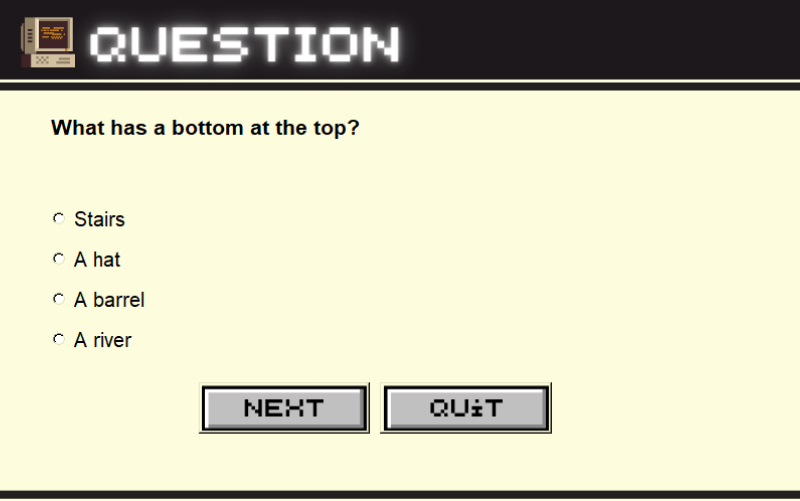 QUESTION
What has a bottom at the top?
Stairs
A hat
A barrel
A river
NEXT QUiT